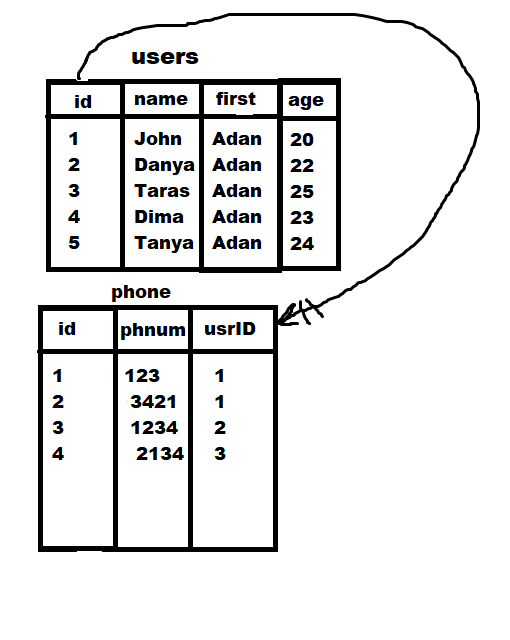 users
id name first age
1 John Adan 20
2 Danya Adan 22
3 Taras Adan 25
4 Dima Adan 23
5 Tanya Adan 24
phone
id phnum usrID
1 123 1
2 3421 1
3 1234 2
4 2134 3